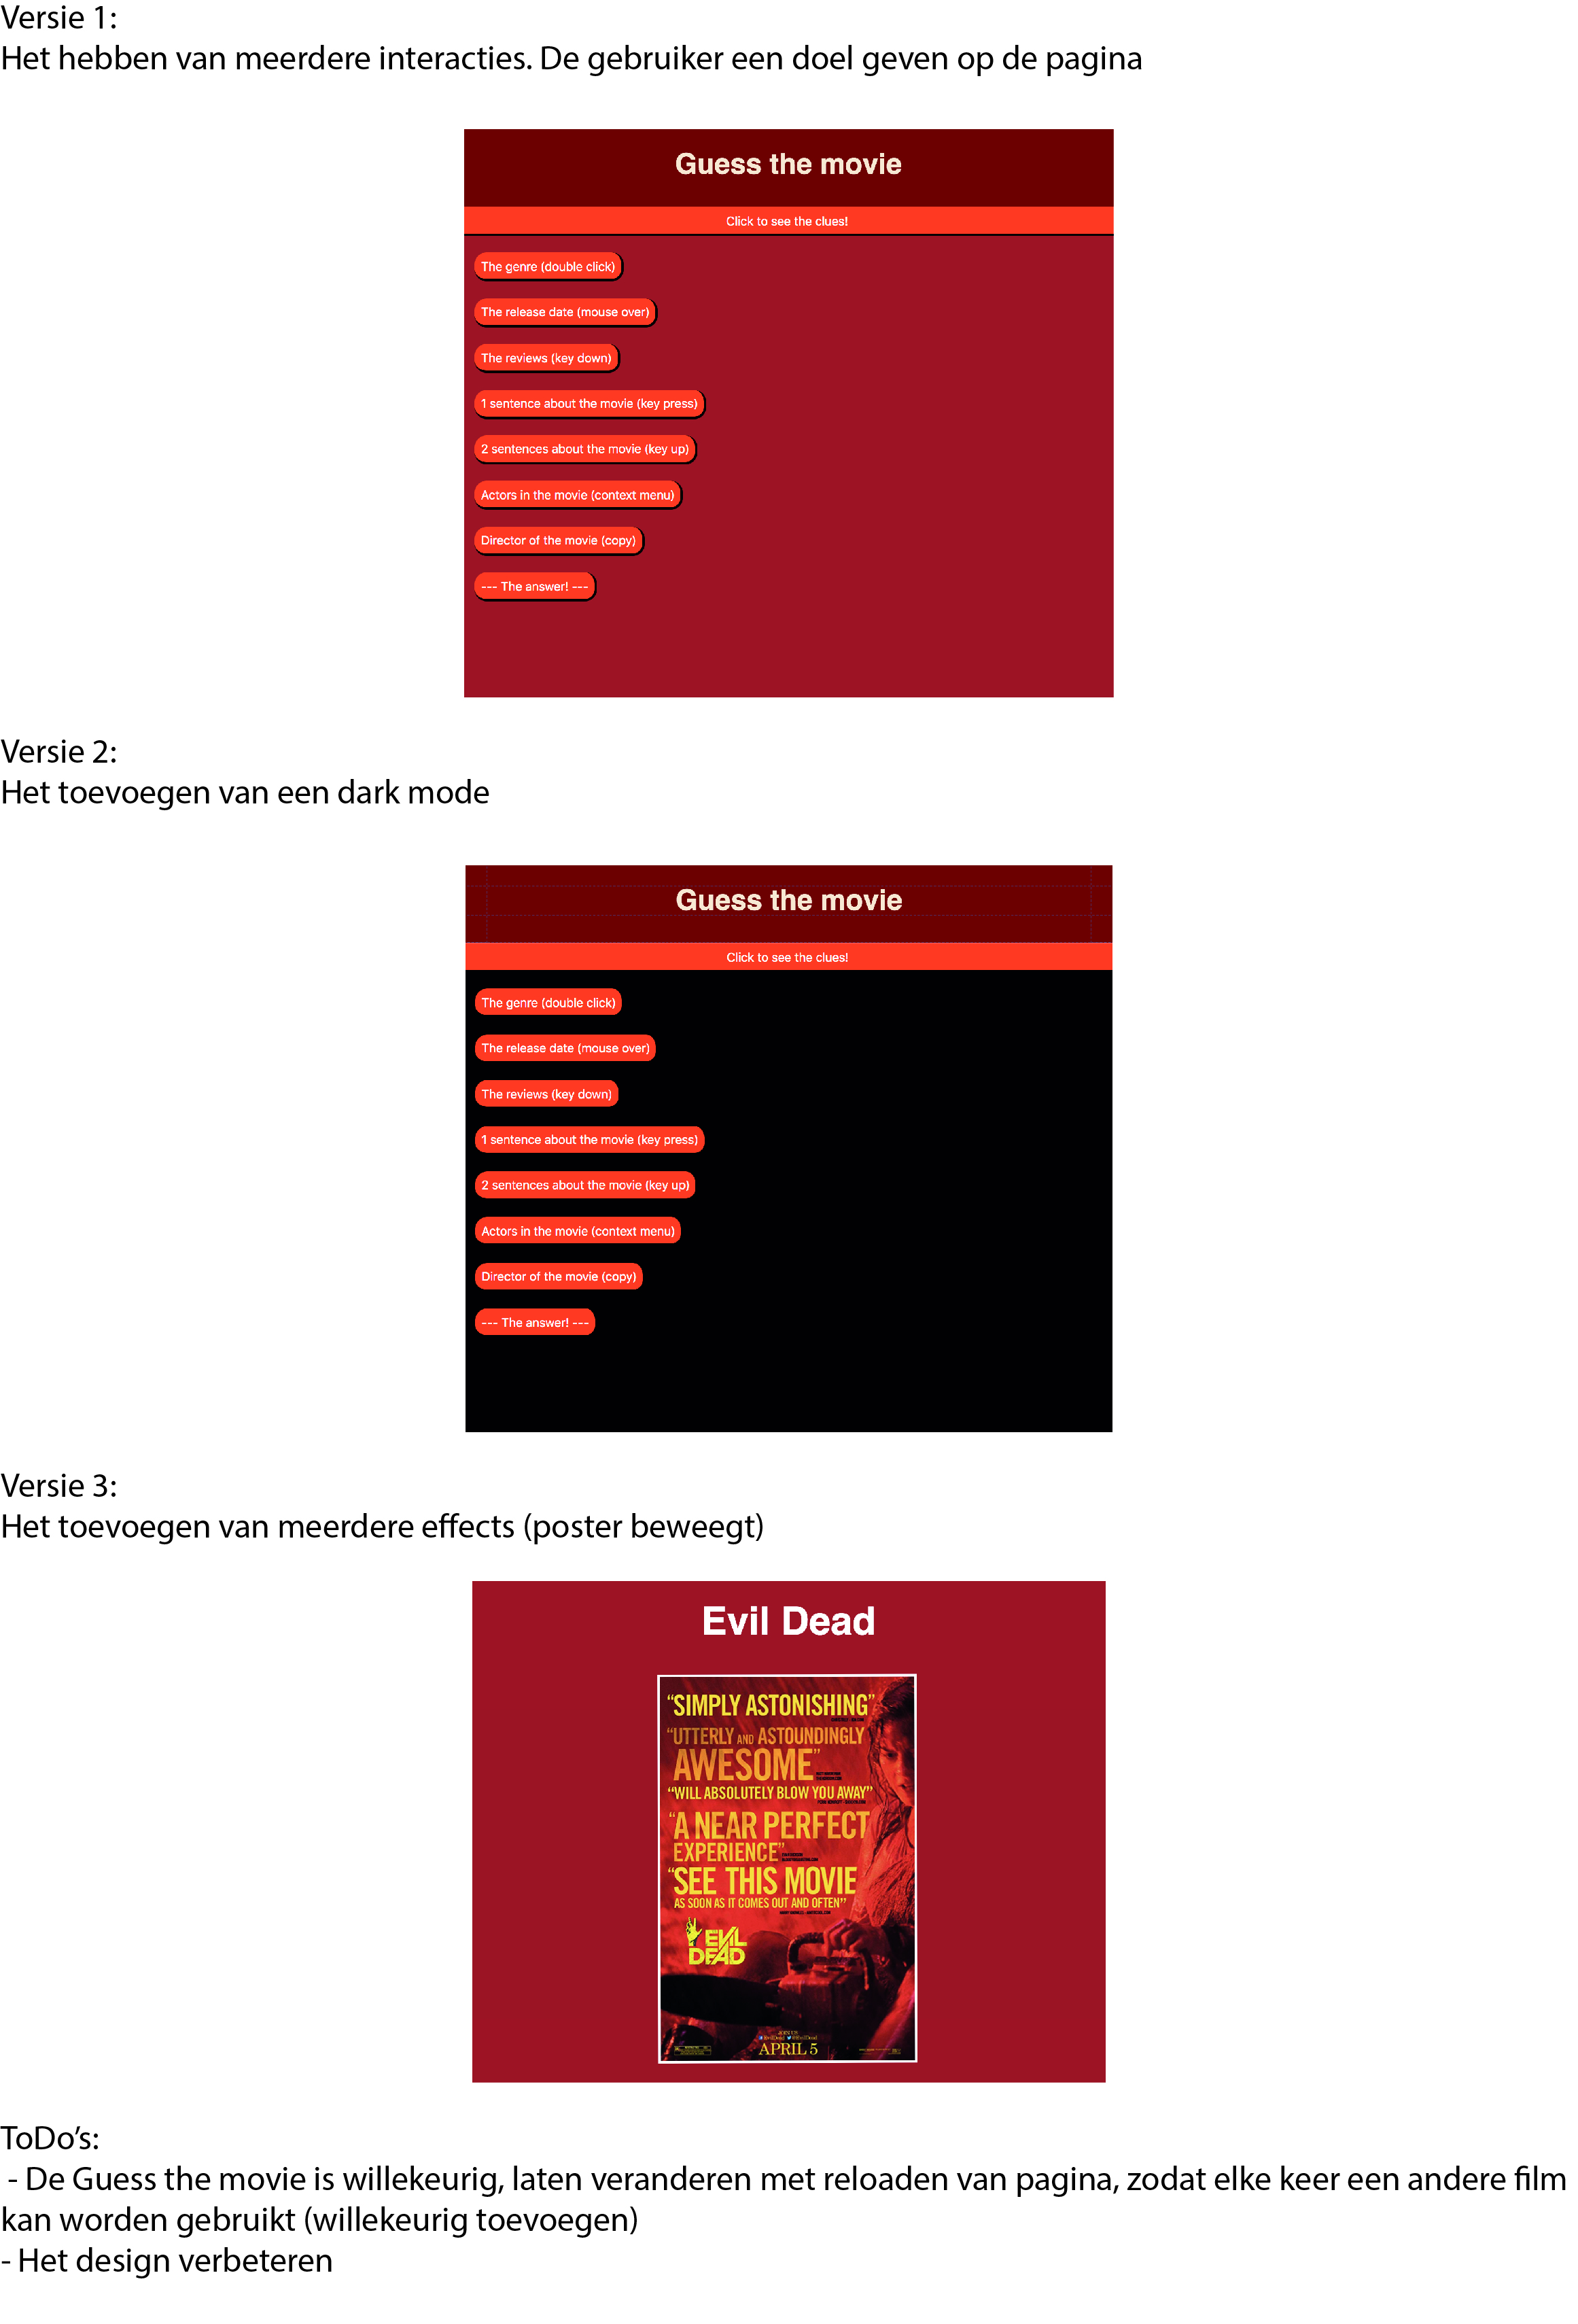 Versie 1:
Het hebben van meerdere interacties. De gebruiker een doel geven op de pagina
Guess the movie
Click to see the clues!
The genre (double click)
The release date (mouse over)
The reviews (key down)
1 sentence about the movie (key press)
2 sentences about the movie (key up)
Actors in the movie (context menu)
Director of the movie (copy)
--- The answer! ---
Versie 2:
Het toevoegen van een dark mode
Guess the movie
Click to see the clues!
The genre (double click)
The release date (mouse over)
The reviews (key down)
1 sentence about the movie (key press)
2 sentences about the movie (key up)
Actors in the movie (context menu)
Director of the movie (copy)
--- The answer! ---
Versie 3:
Het toevoegen van meerdere effects (poster beweegt)
Evil Dead
“SIMPLY ASTONISHING”
“UTTERLY AND ASTOUNDINGLY
AWESOME”
“WILL ABSOLUTELY BLOW YOU AWAY”
“A NEAR PERFECT
EXPERIENCE”
“SEE THIS MOVIE
AS SOON AS IT COMES OUT AND OFTEN”
EVIL
DEAD
JOIN US
APRIL 5
ToDo’s:
- De Guess the movie is willekeurig, laten veranderen met reloaden van pagina, zodat elke keer een andere film
kan worden gebruikt (willekeurig toevoegen)
- Het design verbeteren